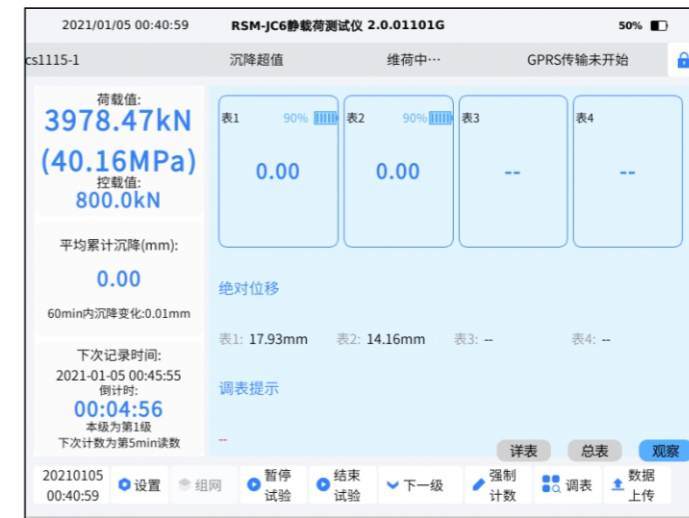 2021/01/05 00:40:59 RSM-JC6静载荷测试仪 2.0.01101G 50%
cs1115-1 沉降超值 维荷中… GPRS传输未开始
荷载值:
3978.47kN
(40.16MPa)
控载值:
800.0kN
表1 90% 表2 90% 表3 表4
0.00 0.00 -- --
平均累计沉降(mm):
0.00
60min内沉降变化:0.01mm
绝对位移
表1: 17.93mm 表2: 14.16mm 表3: -- 表4: --
下次记录时间:
2021-01-05 00:45:55
倒计时:
00:04:56
本级为第1级
下次计数为第5min读数
调表提示
--
详表 总表 观察
20210105
00:40:59
设置
组网
暂停
试验
结束
试验
下一级
强制
计数
调表
数据
上传